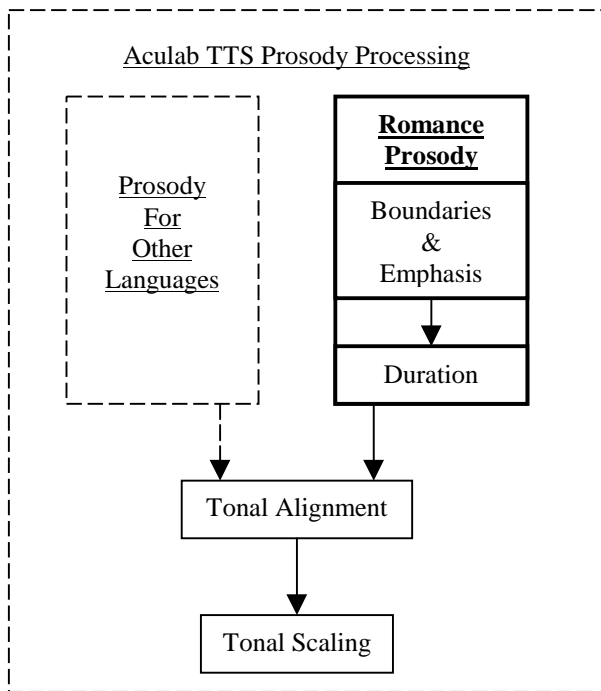 Aculab TTS Prosody Processing
Prosody
For
Other
Languages
Romance
Prosody
Boundaries
&
Emphasis
Duration
Tonal Alignment
Tonal Scaling